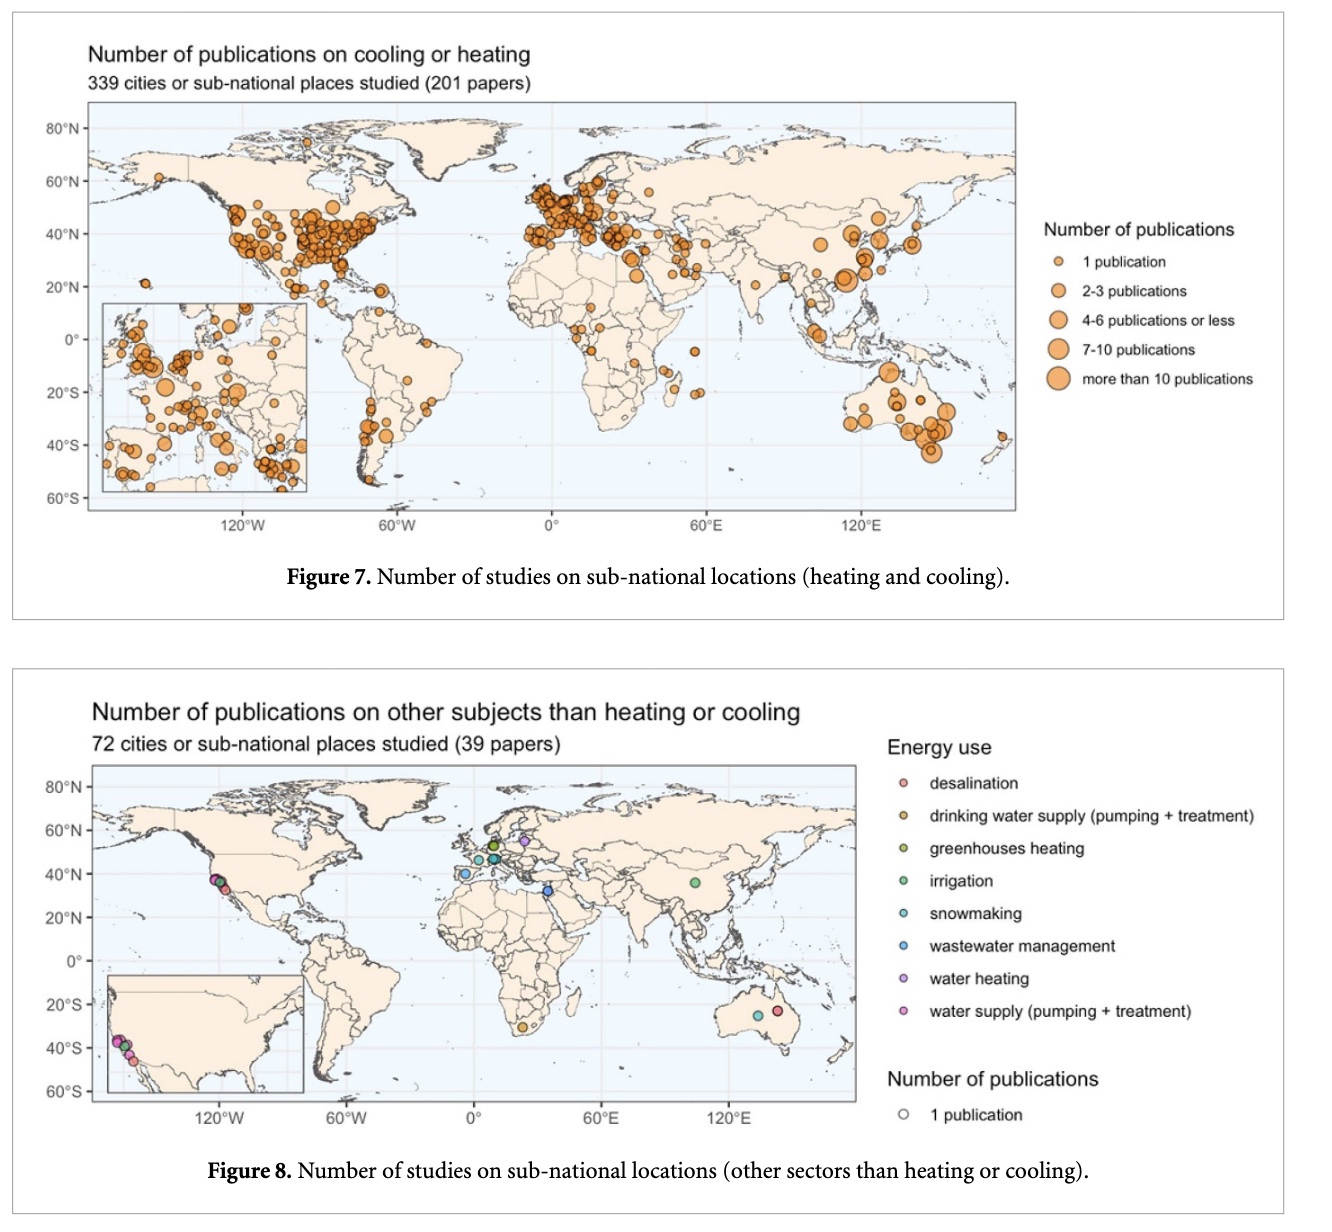 Number of publications on cooling or heating
339 cities or sub-national places studied (201 papers)
80°N
60°N
40°N
20°N
0°
20°S
40°S
60°S
120°W
60°W
0°
60°E
120°E
Number of publications
1 publication
2-3 publications
4-6 publications or less
7-10 publications
more than 10 publications
Figure 7. Number of studies on sub-national locations (heating and cooling).
Number of publications on other subjects than heating or cooling
72 cities or sub-national places studied (39 papers)
80°N
60°N
40°N
20°N
0°
20°S
40°S
60°S
120°W
60°W
0°
60°E
120°E
Energy use
desalination
drinking water supply (pumping + treatment)
greenhouses heating
irrigation
snowmaking
wastewater management
water heating
water supply (pumping + treatment)
Number of publications
1 publication
Figure 8. Number of studies on sub-national locations (other sectors than heating or cooling).